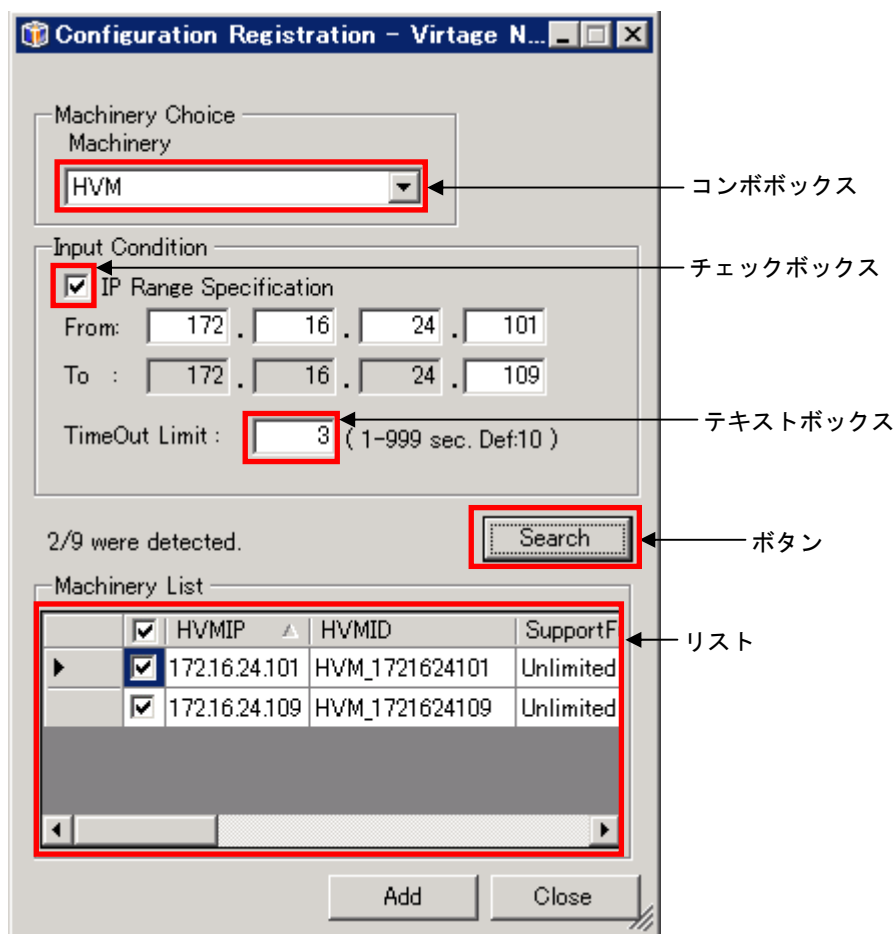 Configuration Registration - Virtage N...
Machinery Choice
Machinery
HVM
コンボボックス
Input Condition
チェックボックス
IP Range Specification
From: 172 . 16 . 24 . 101
To : 172 . 16 . 24 . 109
テキストボックス
TimeOut Limit : 3 ( 1-999 sec. Def:10 )
2/9 were detected.
Search
ボタン
Machinery List
HVMIP HVMID SupportF
リスト
172.16.24.101 HVM_1721624101 Unlimited
172.16.24.109 HVM_1721624109 Unlimited
Add Close